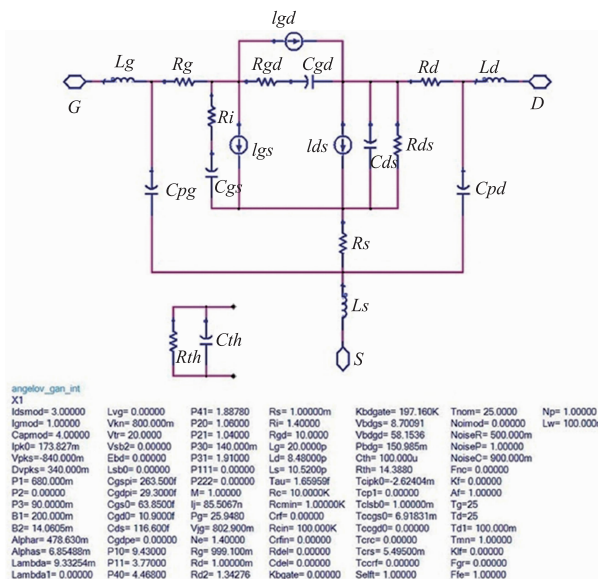 lgd
Lg Rg Rgd Cgd Rd Ld
G D
Ri
lgs lds Cds Rds
Cpg Cgs Cpd
Rs
Ls
Rth Cth
S
angelov_gan_int
X1
Idsmod= 3.00000 Lvg= 0.00000 P41= 1.88780 Rs= 1.00000m Kbdgate= 197.160K Tnom= 25.0000 Np= 1.00000
Igmod= 1.00000 Vkn= 800.000m P20= 1.06000 Ri= 1.40000 Vbdgs= 8.70091 Noimod= 0.00000 Lw= 100.000
Capmod= 4.00000 Vtr= 20.0000 P21= 1.04000 Rgd= 10.0000 Vbdgd= 58.1536 NoiseR= 500.000m
Ipk0= 173.827m Vsb2= 0.00000 P30= 140.000m Lg= 20.0000p Pbdg= 150.985m NoiseP= 1.00000
Vpks=-840.000m Ebd= 0.00000 P31= 1.91000 Ld= 8.48000p Cth= 100.000u NoiseC= 900.000m
Dvpks= 340.000m Lsb0= 0.00000 P111= 0.00000 Ls= 10.5200p Rth= 14.3880 Fnc= 0.00000
P1= 680.000m Cgspi= 263.500f P222= 0.00000 Tau= 1.65959f Tcipk0=-2.62404m Kf= 0.00000
P2= 0.00000 Cgdpi= 29.3000f M= 1.00000 Rc= 10.0000K Tcp1= 0.00000 Af= 1.00000
P3= 90.0000m Cgs0= 63.8500f Ij= 85.5067n Rcmin= 1.00000K Tclsb0= 1.00000m Tg=25
B1= 200.000m Cgd0= 10.9000f Pg= 25.9480 Crf= 0.00000 Tccgs0= 6.91831m Td=25
B2= 14.0605m Cds= 116.600f Vjg= 802.900m Rcin= 100.000K Tccgd0= 0.00000 Td1= 100.000m
Alphar= 478.630m Cgdpe= 0.00000 Ne= 1.40000 Crfin= 0.00000 Tcrc= 0.00000 Tmn= 1.00000
Alphas= 6.85488m P10= 9.43000 Rg= 999.100m Rdel= 0.00000 Tcrs= 5.49500m Klf= 0.00000
Lambda= 9.33254m P11= 3.77000 Rd= 1.00000m Cdel= 0.00000 Tccrf= 0.00000 Fgr= 0.00000
Lambda1= 0.00000 P40= 4.46800 Rd2= 1.34276 Kbgate= 0.00000 Selft= 1.00000 Ffe= 1.00000